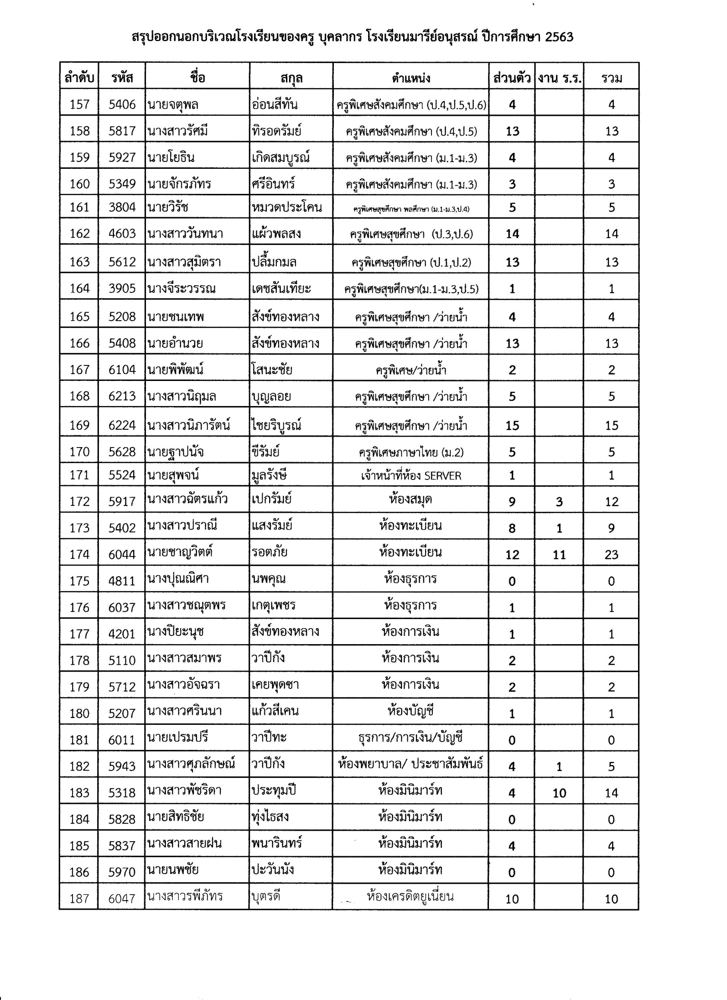 สรุปออกนอกบริเวณโรงเรียนของครู บุคลากร โรงเรียนมารีย์อนุสรณ์ ปีการศึกษา 2563
ลำดับ รหัส ชื่อ สกุล ตำแหน่ง ส่วนตัว งาน ร.ร. รวม
157 5406 นายจตุพล อ่อนสีทัน ครูพิเศษสังคมศึกษา (ป.4,ป.5,ป.6) 4 4
158 5817 นางสาวรัศมี ทิรอดรัมย์ ครูพิเศษสังคมศึกษา (ป.4,ป.5) 13 13
159 5927 นายโยธิน เกิดสมบูรณ์ ครูพิเศษสังคมศึกษา (ม.1-ม.3) 4 4
160 5349 นายจักรภัทร ศรีอินทร์ ครูพิเศษสังคมศึกษา (ม.1-ม.3) 3 3
161 3804 นายวิรัช หมวดประโคน ครูพิเศษสุขศึกษา พลศึกษา (ม.1-ม.3,ป.4) 5 5
162 4603 นางสาววันทนา แผ้วพลสง ครูพิเศษสุขศึกษา (ป.3,ป.6) 14 14
163 5612 นางสาวสุมิตรา ปลื้มกมล ครูพิเศษสุขศึกษา (ป.1,ป.2) 13 13
164 3905 นางจีระวรรณ เดชสันเทียะ ครูพิเศษสุขศึกษา(ม.1-ม.3,ป.5) 1 1
165 5208 นายชนเทพ สังข์ทองหลาง ครูพิเศษสุขศึกษา /ว่ายน้ำ 4 4
166 5408 นายอำนวย สังข์ทองหลาง ครูพิเศษสุขศึกษา /ว่ายน้ำ 13 13
167 6104 นายพิพัฒน์ โสนะชัย ครูพิเศษ/ว่ายน้ำ 2 2
168 6213 นางสาวนิฤมล บุญลอย ครูพิเศษสุขศึกษา /ว่ายน้ำ 5 5
169 6224 นางสาวนิภารัตน์ ไชยริบูรณ์ ครูพิเศษสุขศึกษา /ว่ายน้ำ 15 15
170 5628 นายฐาปนัจ ขีรัมย์ ครูพิเศษภาษาไทย (ม.2) 5 5
171 5524 นายสุพจน์ มูลรังษี เจ้าหน้าที่ห้อง SERVER 1 1
172 5917 นางสาวฉัตรแก้ว เปกรัมย์ ห้องสมุด 9 3 12
173 5402 นางสาวปราณี แสงรัมย์ ห้องทะเบียน 8 1 9
174 6044 นายชาญวิตต์ รอตภัย ห้องทะเบียน 12 11 23
175 4811 นางปุณณิศา นพคุณ ห้องธุรการ 0 0
176 6037 นางสาวชณุตพร เกตุเพชร ห้องธุรการ 1 1
177 4201 นางปิยะนุช สังข์ทองหลาง ห้องการเงิน 1 1
178 5110 นางสาวสมาพร วาปีกัง ห้องการเงิน 2 2
179 5712 นางสาวอัจฉรา เคยพุดซา ห้องการเงิน 2 2
180 5207 นางสาวศรินนา แก้วสีเคน ห้องบัญชี 1 1
181 6011 นายเปรมปรี วาปีทะ ธุรการ/การเงิน/บัญชี 0 0
182 5943 นางสาวศุภลักษณ์ วาปีกัง ห้องพยาบาล/ ประชาสัมพันธ์ 4 1 5
183 5318 นางสาวพัชริดา ประทุมปี ห้องมินิมาร์ท 4 10 14
184 5828 นายสิทธิชัย ทุ่งไธสง ห้องมินิมาร์ท 0 0
185 5837 นางสาวสายฝน พนารินทร์ ห้องมินิมาร์ท 4 4
186 5970 นายนพชัย ปะวันนัง ห้องมินิมาร์ท 0 0
187 6047 นางสาวรพีภัทร บุตรดี ห้องเครดิตยูเนี่ยน 10 10